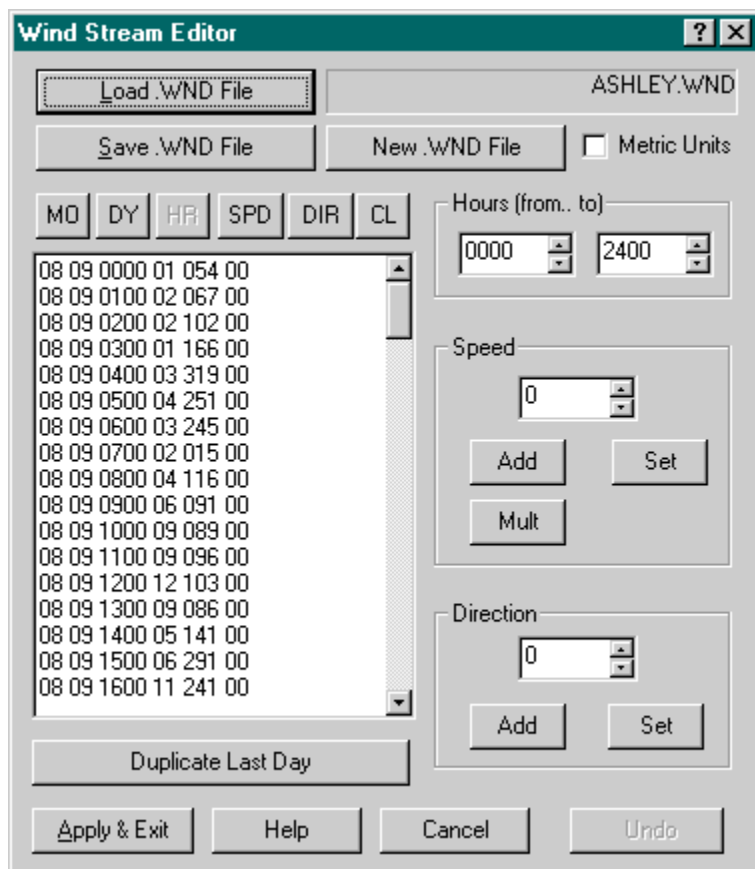 Wind Stream Editor
Load .WND File
ASHLEY.WND
Save .WND File
New .WND File
Metric Units
MO DY HR SPD DIR CL
08 09 0000 01 054 00
08 09 0100 02 067 00
08 09 0200 02 102 00
08 09 0300 01 166 00
08 09 0400 03 319 00
08 09 0500 04 251 00
08 09 0600 03 245 00
08 09 0700 02 015 00
08 09 0800 04 116 00
08 09 0900 06 091 00
08 09 1000 09 089 00
08 09 1100 09 096 00
08 09 1200 12 103 00
08 09 1300 09 086 00
08 09 1400 05 141 00
08 09 1500 06 291 00
08 09 1600 11 241 00
Duplicate Last Day
Hours (from.. to)
0000 2400
Speed
0
Add Set
Mult
Direction
0
Add Set
Apply & Exit Help Cancel Undo